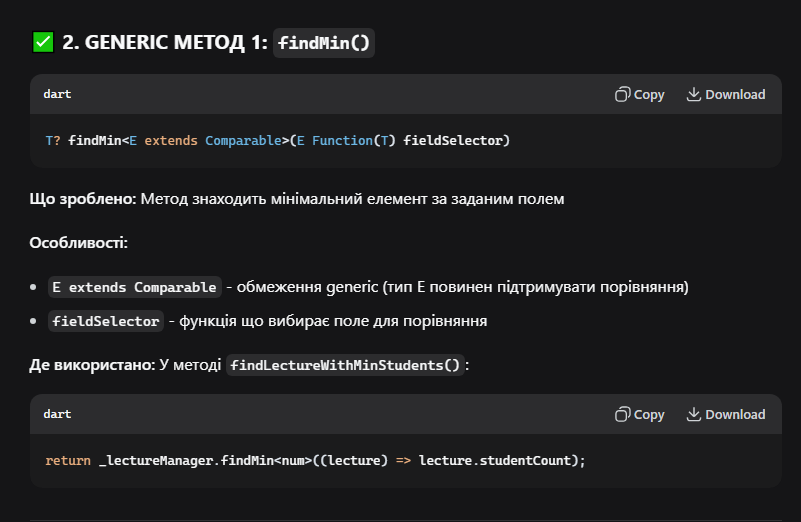 ✅ 2. GENERIC МЕТОД 1: findMin()
dart Copy Download
T? findMin<E extends Comparable>(E Function(T) fieldSelector)
Що зроблено: Метод знаходить мінімальний елемент за заданим полем
Особливості:
• E extends Comparable - обмеження generic (тип E повинен підтримувати порівняння)
• fieldSelector - функція що вибирає поле для порівняння
Де використано: У методі findLectureWithMinStudents():
dart Copy Download
return _lectureManager.findMin<num>((lecture) => lecture.studentCount);